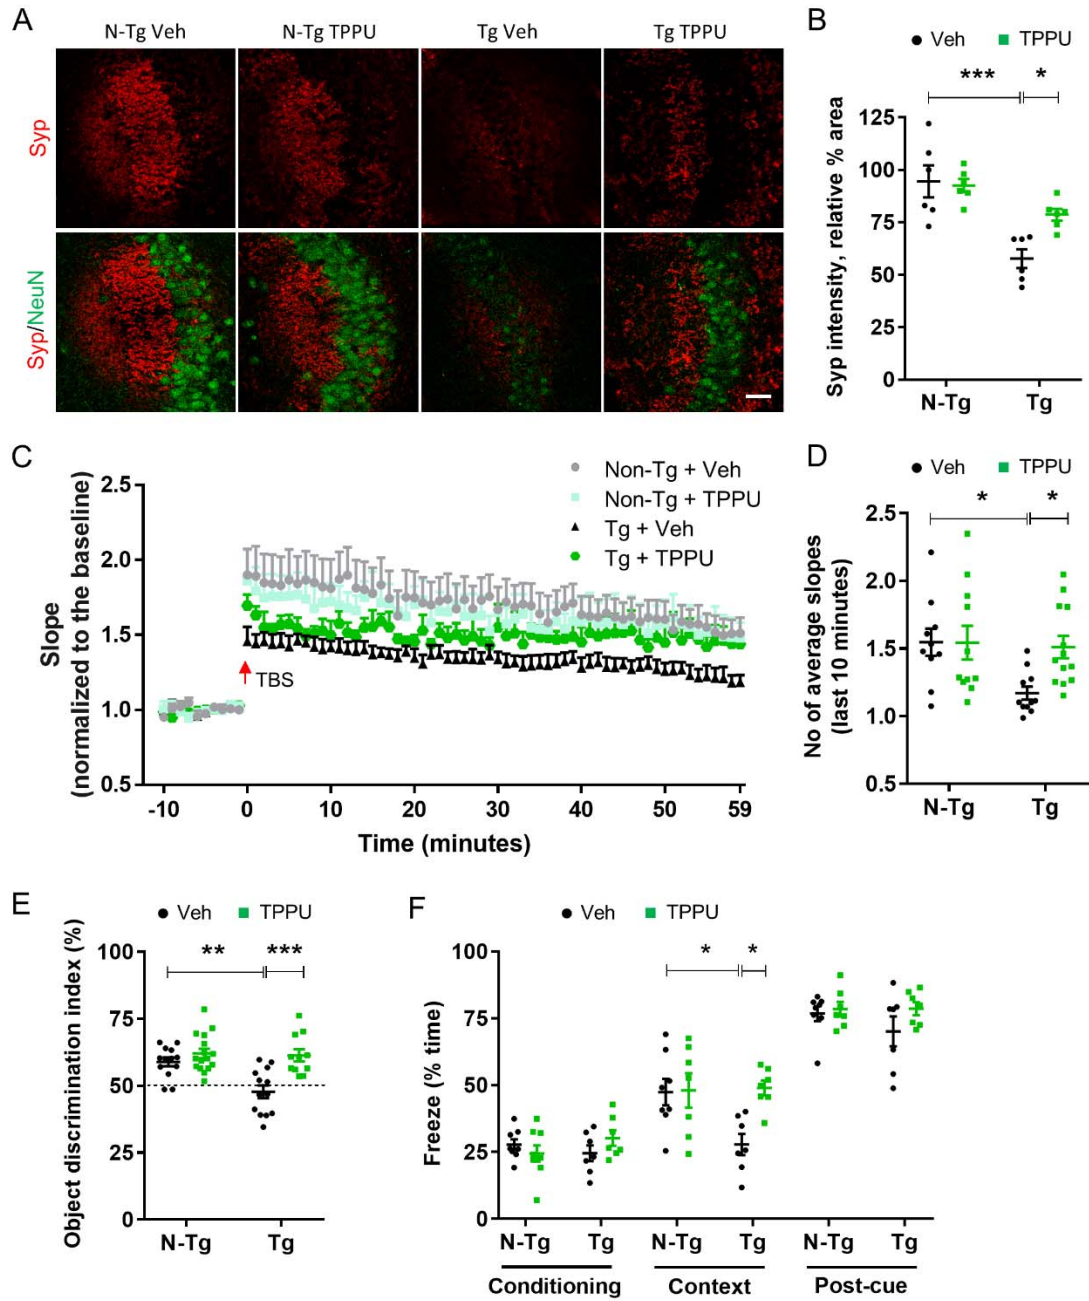 A
N-Tg Veh
N-Tg TPPU
Tg Veh
Tg TPPU
Syp
Syp/NeuN
B
Veh
TPPU
***
*
Syp intensity, relative % area
125
100
75
50
25
0
N-Tg
Tg
C
Non-Tg + Veh
Non-Tg + TPPU
Tg + Veh
Tg + TPPU
Slope
(normalized to the baseline)
2.5
2.0
1.5
1.0
0.5
TBS
-10
0
10
20
30
40
50
59
Time (minutes)
D
Veh
TPPU
*
*
No of average slopes
(last 10 minutes)
2.5
2.0
1.5
1.0
0.5
N-Tg
Tg
E
Veh
TPPU
**
***
Object discrimination index (%)
100
75
50
25
0
N-Tg
Tg
F
Veh
TPPU
*
*
Freeze (% time)
100
75
50
25
0
N-Tg
Tg
N-Tg
Tg
N-Tg
Tg
Conditioning
Context
Post-cue